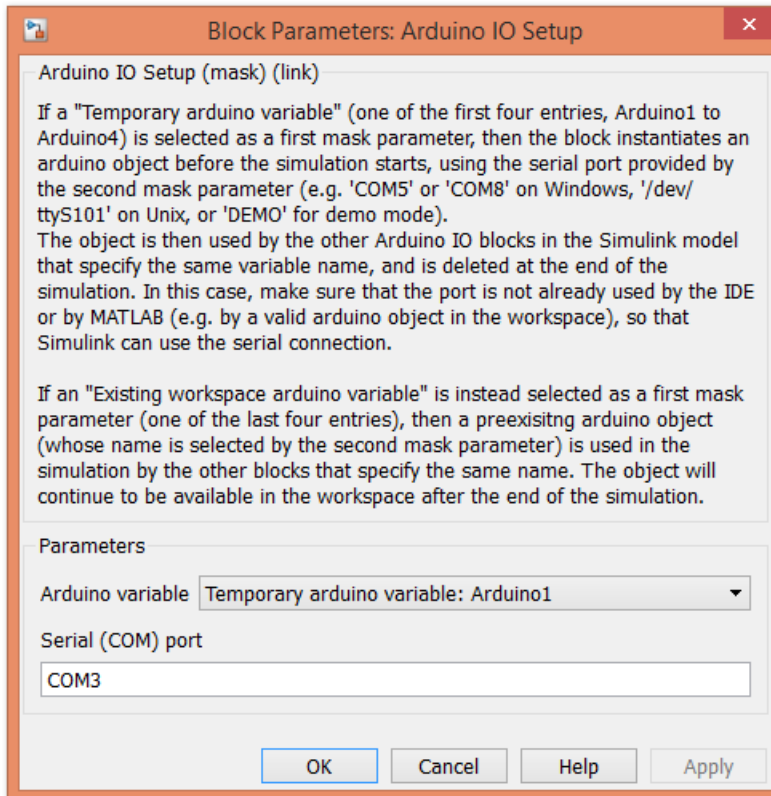 Block Parameters: Arduino IO Setup
Arduino IO Setup (mask) (link)
If a "Temporary arduino variable" (one of the first four entries, Arduino1 to
Arduino4) is selected as a first mask parameter, then the block instantiates an
arduino object before the simulation starts, using the serial port provided by
the second mask parameter (e.g. 'COM5' or 'COM8' on Windows, '/dev/
ttyS101' on Unix, or 'DEMO' for demo mode).
The object is then used by the other Arduino IO blocks in the Simulink model
that specify the same variable name, and is deleted at the end of the
simulation. In this case, make sure that the port is not already used by the IDE
or by MATLAB (e.g. by a valid arduino object in the workspace), so that
Simulink can use the serial connection.
If an "Existing workspace arduino variable" is instead selected as a first mask
parameter (one of the last four entries), then a preexisitng arduino object
(whose name is selected by the second mask parameter) is used in the
simulation by the other blocks that specify the same name. The object will
continue to be available in the workspace after the end of the simulation.
Parameters
Arduino variable Temporary arduino variable: Arduino1
Serial (COM) port
COM3
OK Cancel Help Apply